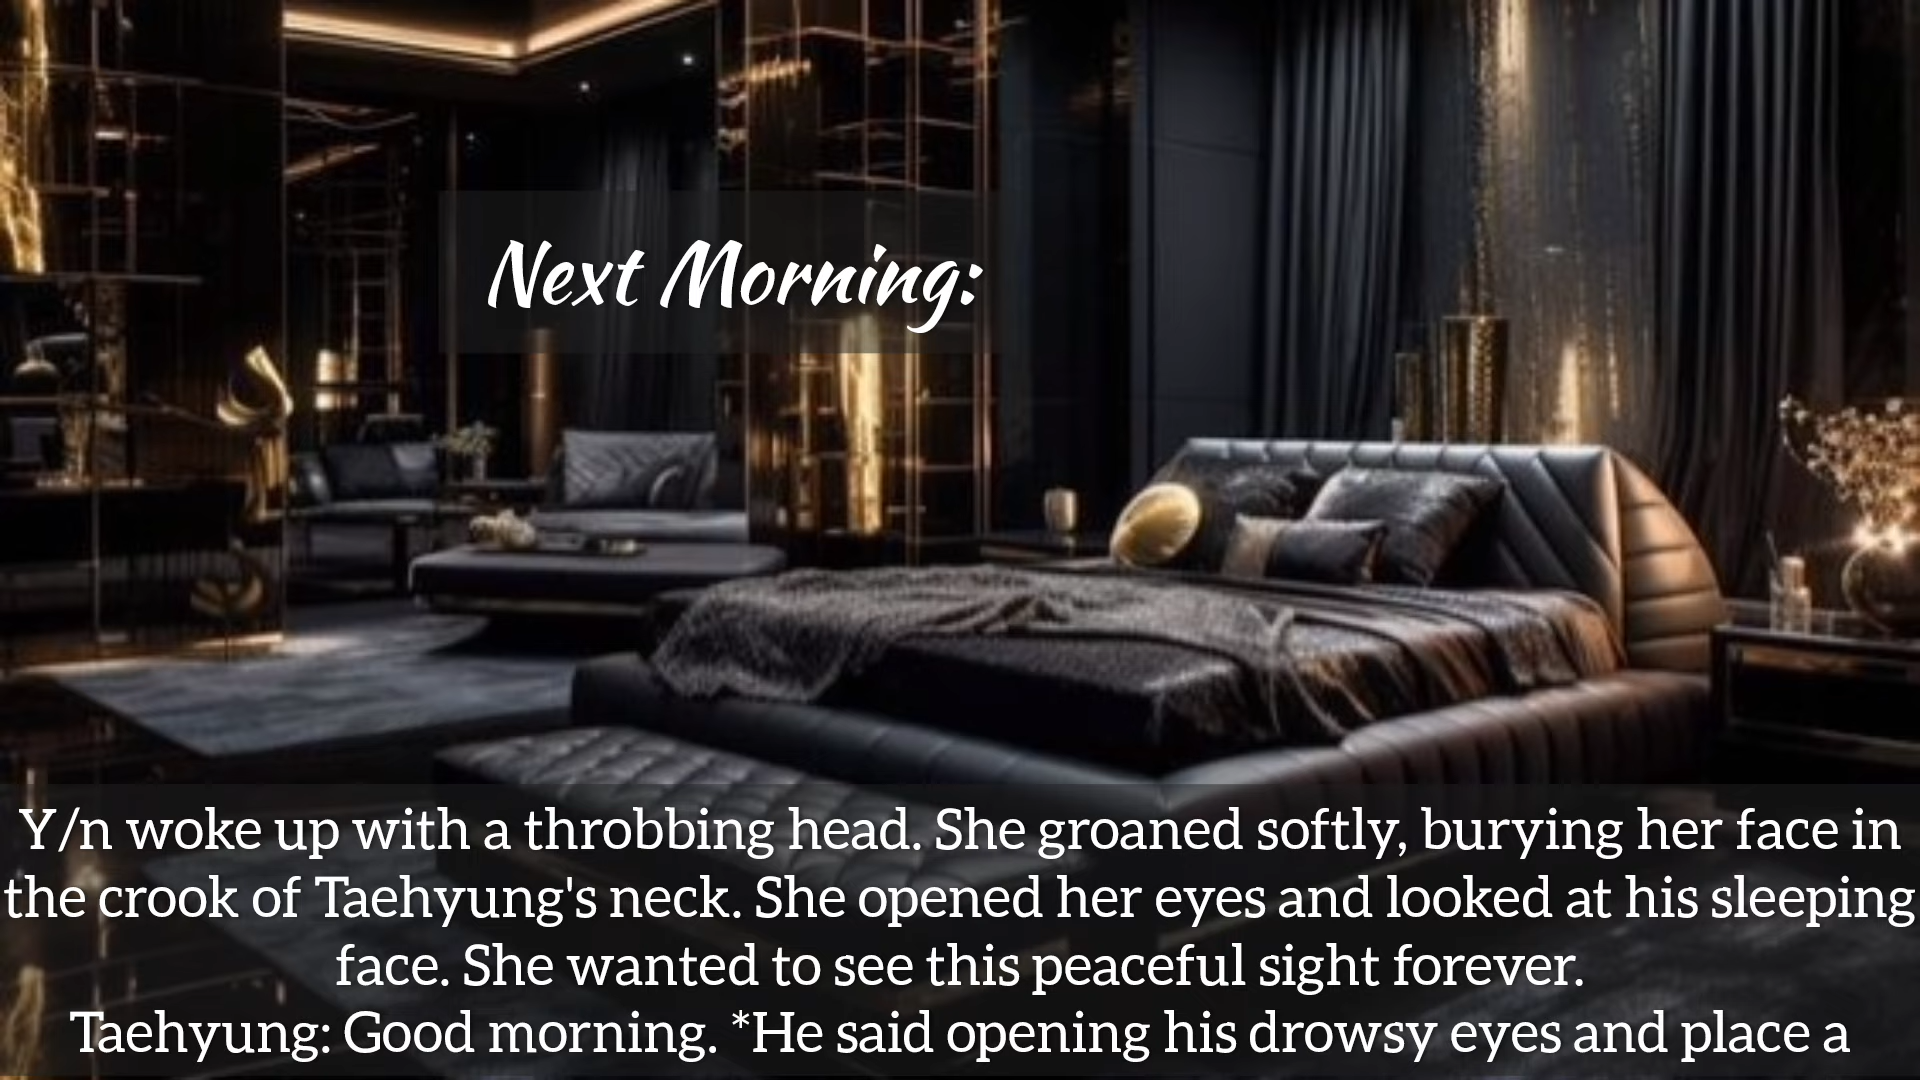 Next Morning:
Y/n woke up with a throbbing head. She groaned softly, burying her face in
the crook of Taehyung's neck. She opened her eyes and looked at his sleeping
face. She wanted to see this peaceful sight forever.
Taehyung: Good morning. *He said opening his drowsy eyes and place a